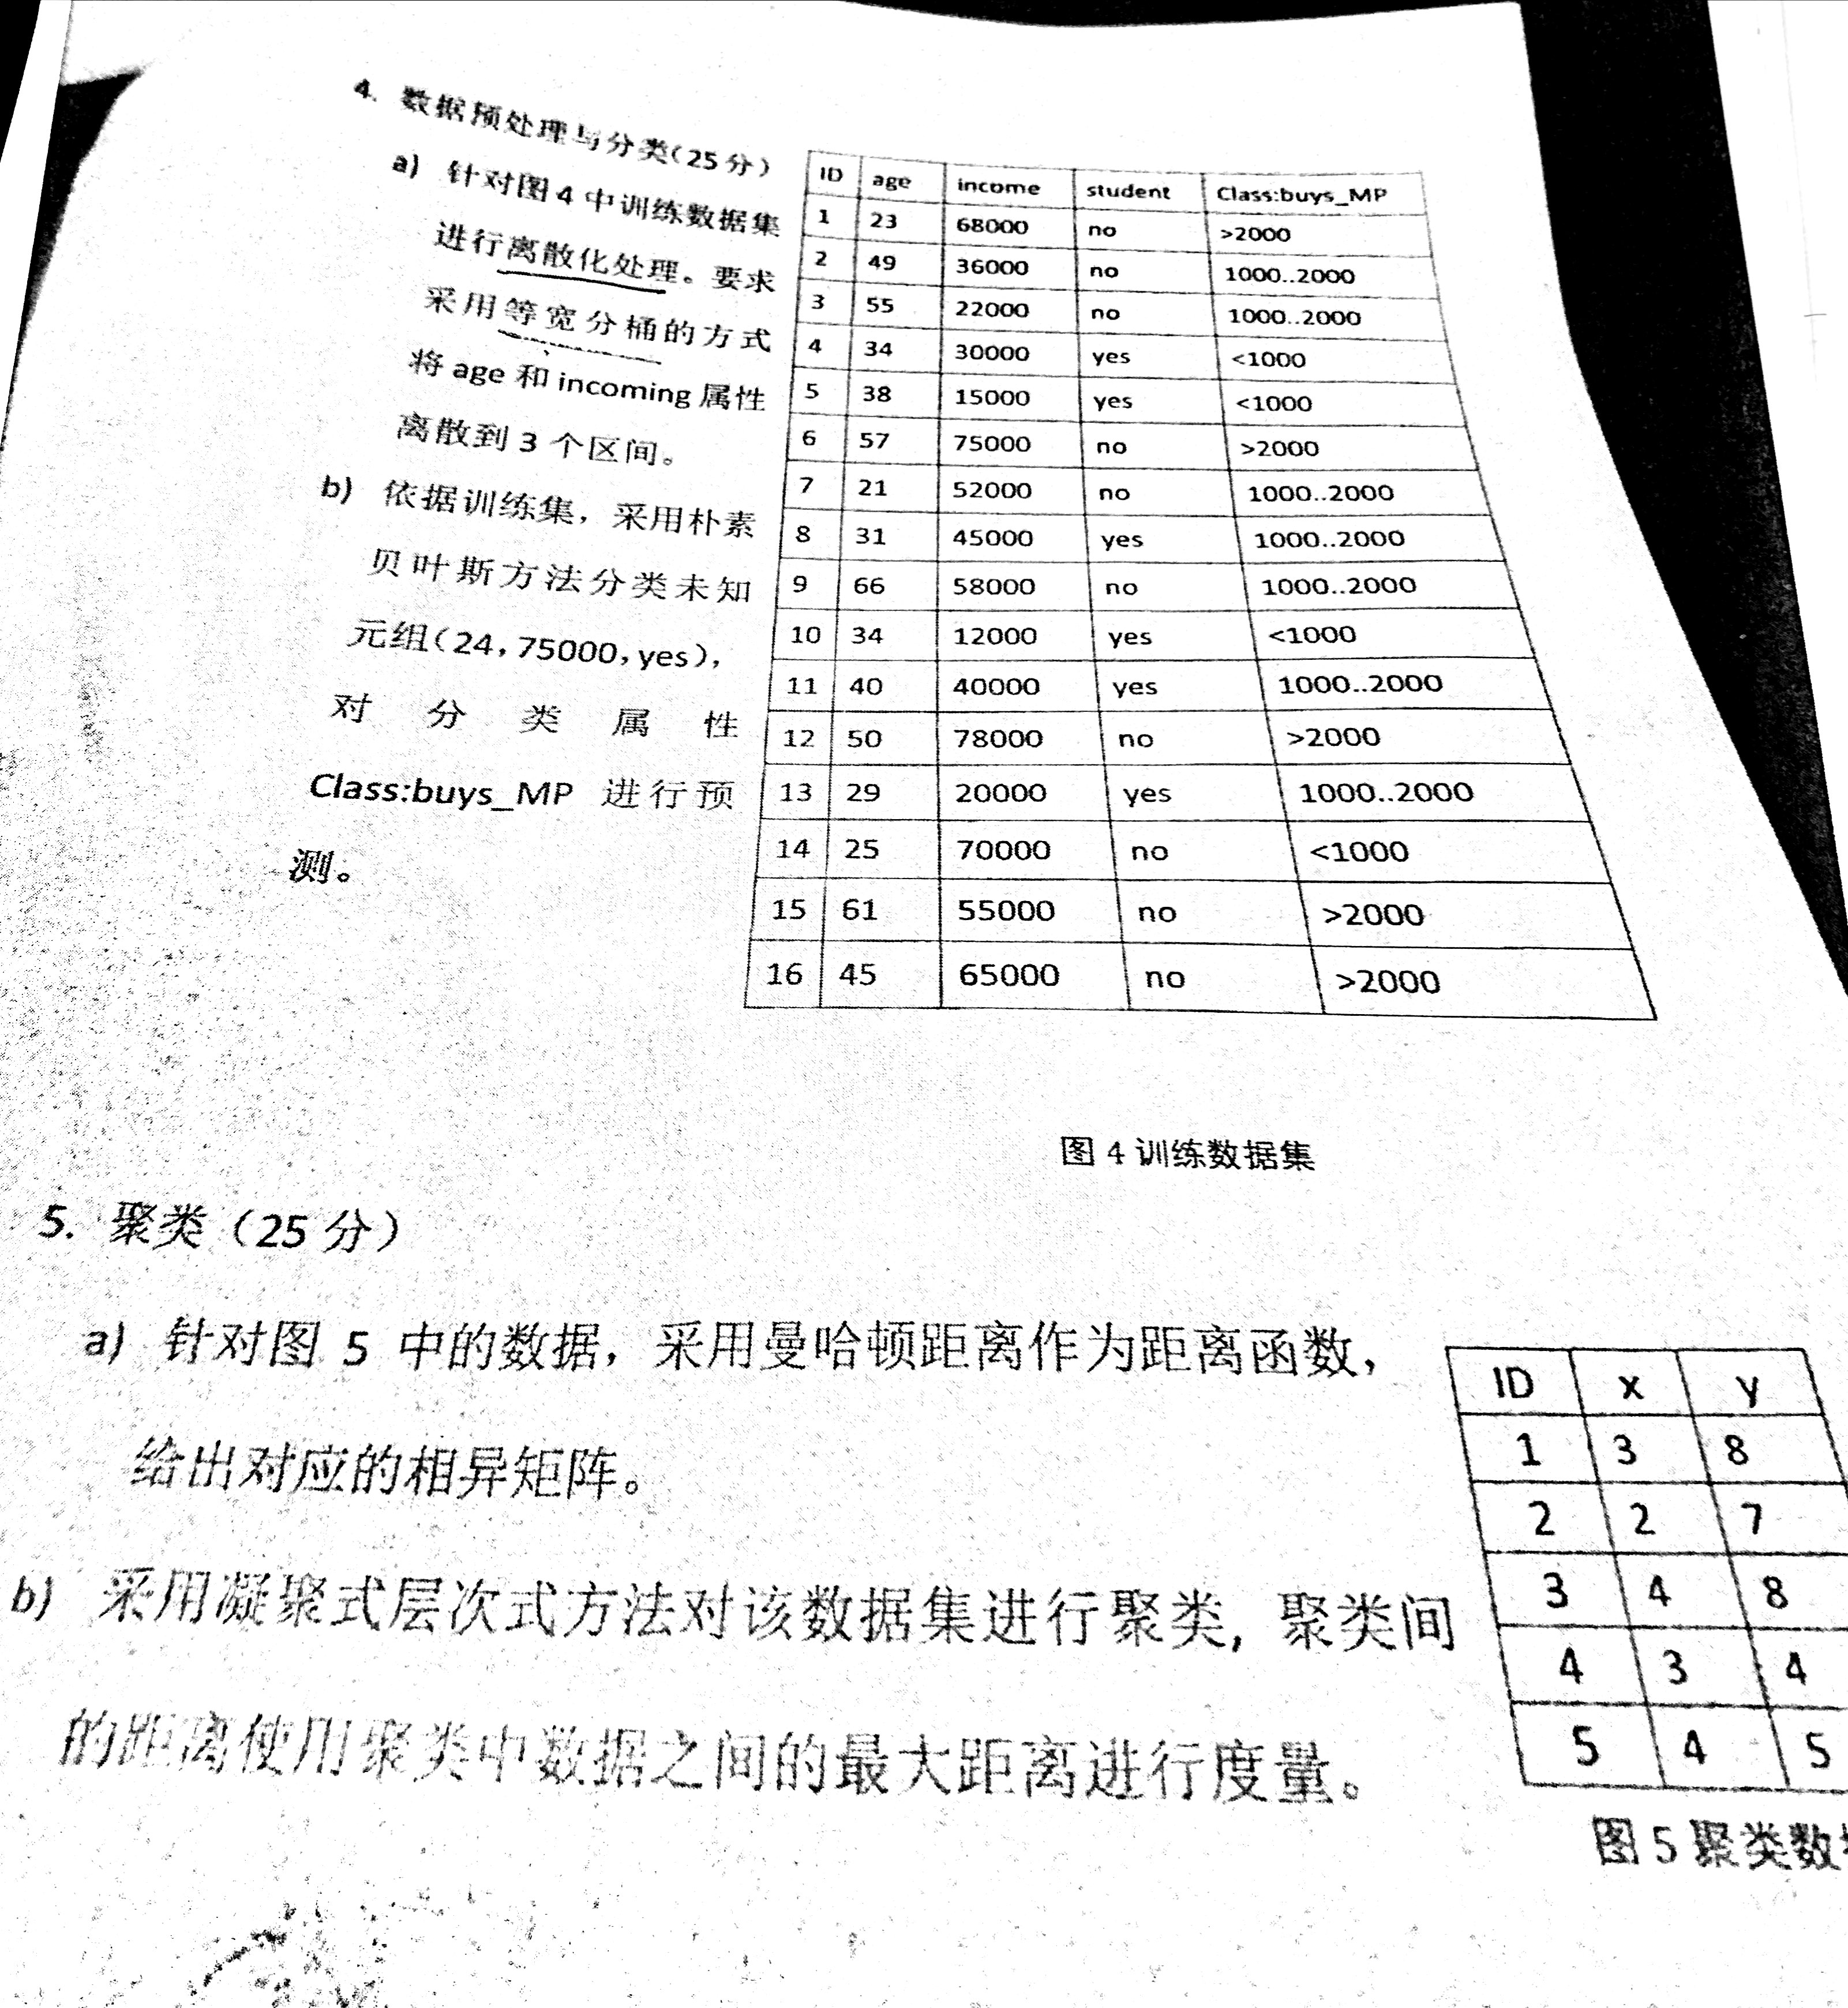 4. 数据预处理与分类(25分)
a) 针对图4中训练数据集
进行离散化处理。要求
采用等宽分桶的方式
将 age 和 incoming 属性
离散到 3 个区间。
b) 依据训练集，采用朴素
贝叶斯方法分类未知
元组(24，75000，yes)，
对分类属性
Class:buys_MP 进行预
测。
ID age income student Class:buys_MP
1 23 68000 no >2000
2 49 36000 no 1000..2000
3 55 22000 no 1000..2000
4 34 30000 yes <1000
5 38 15000 yes <1000
6 57 75000 no >2000
7 21 52000 no 1000..2000
8 31 45000 yes 1000..2000
9 66 58000 no 1000..2000
10 34 12000 yes <1000
11 40 40000 yes 1000..2000
12 50 78000 no >2000
13 29 20000 yes 1000..2000
14 25 70000 no <1000
15 61 55000 no >2000
16 45 65000 no >2000
图 4 训练数据集
5. 聚类（25 分）
a) 针对图 5 中的数据，采用曼哈顿距离作为距离函数，
给出对应的相异矩阵。
b) 采用凝聚式层次式方法对该数据集进行聚类, 聚类间
的距离使用聚类中数据之间的最大距离进行度量。
ID x y
1 3 8
2 2 7
3 4 8
4 3 4
5 4 5
图 5 聚类数